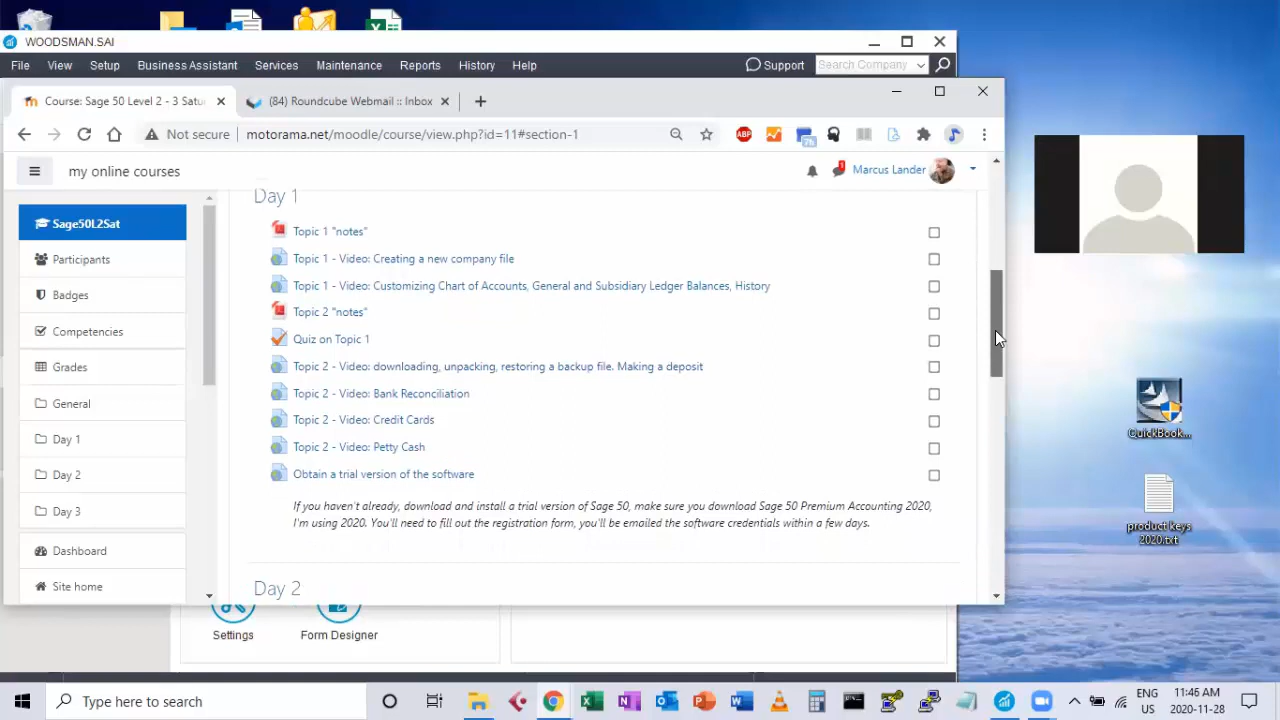 WOODSMAN.SAI
File View Setup Business Assistant Services Maintenance Reports History Help Support Search Company
Course: Sage 50 Level 2 - 3 Satu
(84) Roundcube Webmail :: Inbox
Not secure motorama.net/moodle/course/view.php?id=11#section-1
ABP
my online courses
1
Marcus Lander
Sage50L2Sat
Participants
Badges
Competencies
Grades
General
Day 1
Day 2
Day 3
Dashboard
Site home
Day 1
Topic 1 "notes"
Topic 1 - Video: Creating a new company file
Topic 1 - Video: Customizing Chart of Accounts, General and Subsidiary Ledger Balances, History
Topic 2 "notes"
Quiz on Topic 1
Topic 2 - Video: downloading, unpacking, restoring a backup file. Making a deposit
Topic 2 - Video: Bank Reconciliation
Topic 2 - Video: Credit Cards
Topic 2 - Video: Petty Cash
Obtain a trial version of the software
If you haven't already, download and install a trial version of Sage 50, make sure you download Sage 50 Premium Accounting 2020,
I'm using 2020. You'll need to fill out the registration form, you'll be emailed the software credentials within a few days.
Day 2
Settings
Form Designer
QuickBook...
product keys
2020.txt
Type here to search
ENG
US
11:46 AM
2020-11-28